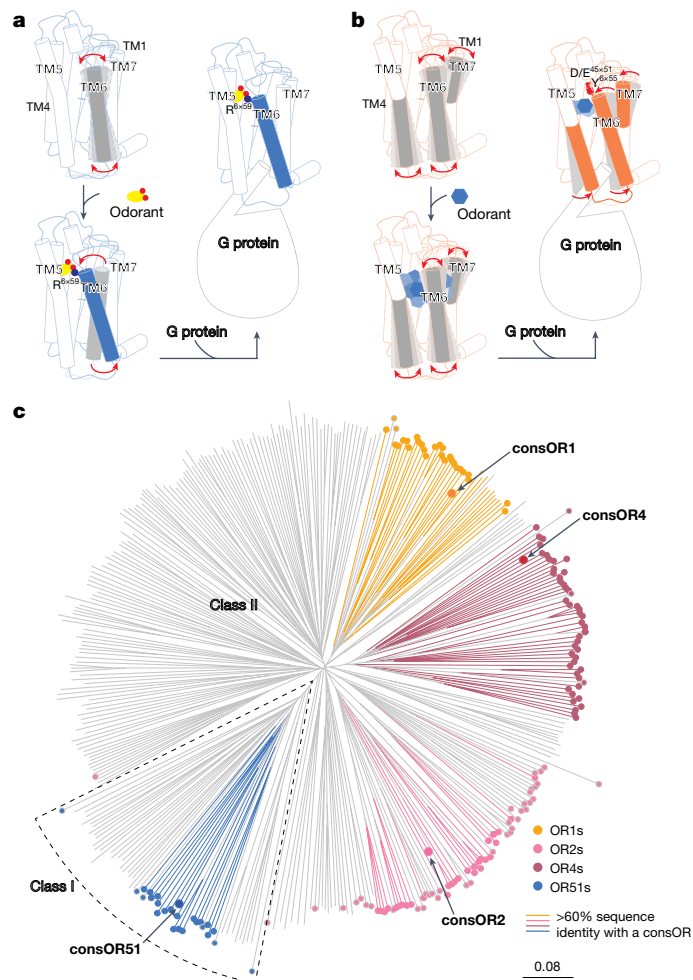 a
TM1
TM5
TM7
TM6
TM4
Odorant
TM5
TM7
R6×59
TM6
G protein
TM5
TM7
R6×59
TM6
G protein
b
TM1
TM5
TM7
TM6
TM4
Odorant
D/E45×51
Y6×55
TM5
TM7
TM6
G protein
TM5
TM7
TM6
G protein
c
consOR1
consOR4
Class II
Class I
consOR51
consOR2
OR1s
OR2s
OR4s
OR51s
>60% sequence
identity with a consOR
0.08